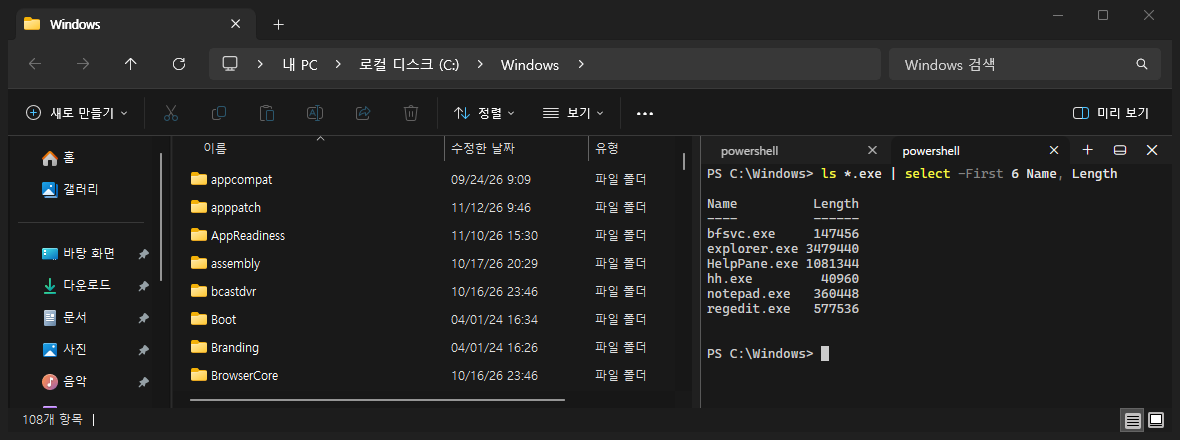 Windows
내 PC > 로컬 디스크 (C:) > Windows >
Windows 검색
새로 만들기
정렬
보기
미리 보기
홈
갤러리
바탕 화면
다운로드
문서
사진
음악
이름 수정한 날짜 유형
appcompat 09/24/26 9:09 파일 폴더
apppatch 11/12/26 9:46 파일 폴더
AppReadiness 11/10/26 15:30 파일 폴더
assembly 10/17/26 20:29 파일 폴더
bcastdvr 10/16/26 23:46 파일 폴더
Boot 04/01/24 16:34 파일 폴더
Branding 04/01/24 16:26 파일 폴더
BrowserCore 10/16/26 23:46 파일 폴더
powershell powershell
PS C:\Windows> ls *.exe | select -First 6 Name, Length
Name Length
---- ------
bfsvc.exe 147456
explorer.exe 3479440
HelpPane.exe 1081344
hh.exe 40960
notepad.exe 360448
regedit.exe 577536
PS C:\Windows>
108개 항목